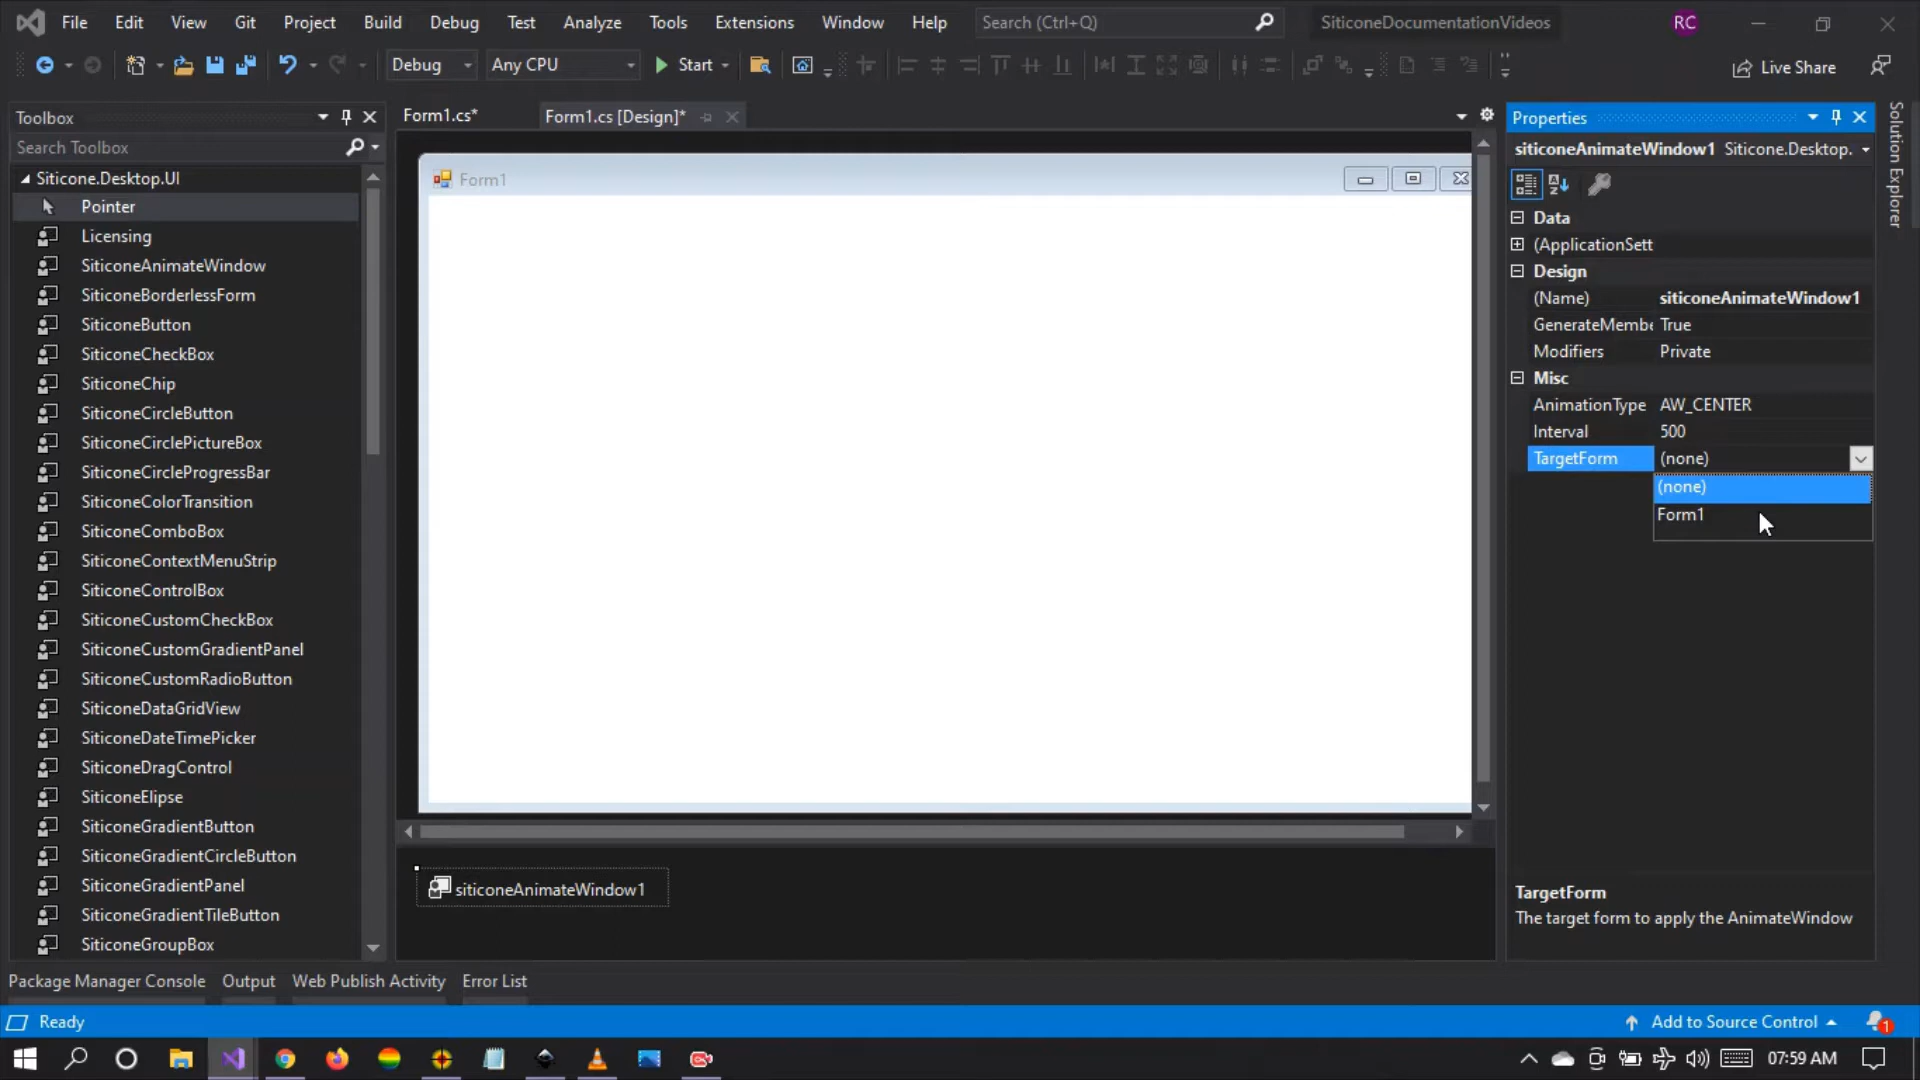 File Edit View Git Project Build Debug Test Analyze Tools Extensions Window Help Search (Ctrl+Q) SiticoneDocumentationVideos RC
Debug Any CPU Start Live Share
Toolbox
Search Toolbox
Siticone.Desktop.UI
Pointer
Licensing
SiticoneAnimateWindow
SiticoneBorderlessForm
SiticoneButton
SiticoneCheckBox
SiticoneChip
SiticoneCircleButton
SiticoneCirclePictureBox
SiticoneCircleProgressBar
SiticoneColorTransition
SiticoneComboBox
SiticoneContextMenuStrip
SiticoneControlBox
SiticoneCustomCheckBox
SiticoneCustomGradientPanel
SiticoneCustomRadioButton
SiticoneDataGridView
SiticoneDateTimePicker
SiticoneDragControl
SiticoneElipse
SiticoneGradientButton
SiticoneGradientCircleButton
SiticoneGradientPanel
SiticoneGradientTileButton
SiticoneGroupBox
Form1.cs* Form1.cs [Design]*
Form1
siticoneAnimateWindow1
Properties
siticoneAnimateWindow1 Siticone.Desktop.
Data
(ApplicationSett
Design
(Name) siticoneAnimateWindow1
GenerateMembe True
Modifiers Private
Misc
AnimationType AW_CENTER
Interval 500
TargetForm (none)
(none)
Form1
TargetForm
The target form to apply the AnimateWindow
Solution Explorer
Package Manager Console Output Web Publish Activity Error List
Ready Add to Source Control 1
07:59 AM